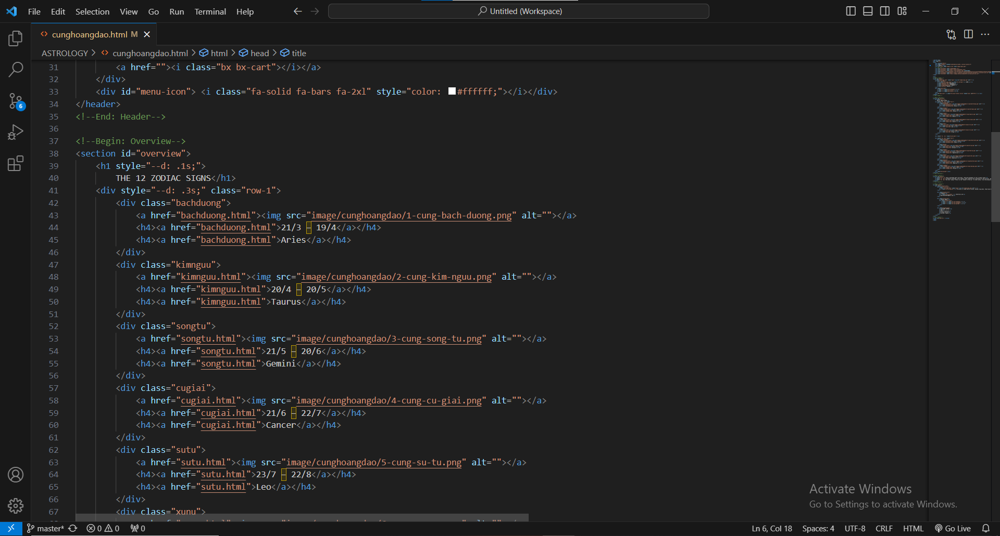 File Edit Selection View Go Run Terminal Help
Untitled (Workspace)
cunghoangdao.html M
ASTROLOGY > cunghoangdao.html > html > head > title
31 <a href=""><i class="bx bx-cart"></i></a>
32 </div>
33 <div id="menu-icon"> <i class="fa-solid fa-bars fa-2xl" style="color: #ffffff;"></i></div>
34 </header>
35 <!--End: Header-->
36
37 <!--Begin: Overview-->
38 <section id="overview">
39 <h1 style="--d: .1s;">
40 THE 12 ZODIAC SIGNS</h1>
41 <div style="--d: .3s;" class="row-1">
42 <div class="bachduong">
43 <a href="bachduong.html"><img src="image/cunghoangdao/1-cung-bach-duong.png" alt=""></a>
44 <h4><a href="bachduong.html">21/3 – 19/4</a></h4>
45 <h4><a href="bachduong.html">Aries</a></h4>
46 </div>
47 <div class="kimnguu">
48 <a href="kimnguu.html"><img src="image/cunghoangdao/2-cung-kim-nguu.png" alt=""></a>
49 <h4><a href="kimnguu.html">20/4 – 20/5</a></h4>
50 <h4><a href="kimnguu.html">Taurus</a></h4>
51 </div>
52 <div class="songtu">
53 <a href="songtu.html"><img src="image/cunghoangdao/3-cung-song-tu.png" alt=""></a>
54 <h4><a href="songtu.html">21/5 – 20/6</a></h4>
55 <h4><a href="songtu.html">Gemini</a></h4>
56 </div>
57 <div class="cugiai">
58 <a href="cugiai.html"><img src="image/cunghoangdao/4-cung-cu-giai.png" alt=""></a>
59 <h4><a href="cugiai.html">21/6 – 22/7</a></h4>
60 <h4><a href="cugiai.html">Cancer</a></h4>
61 </div>
62 <div class="sutu">
63 <a href="sutu.html"><img src="image/cunghoangdao/5-cung-su-tu.png" alt=""></a>
64 <h4><a href="sutu.html">23/7 – 22/8</a></h4>
65 <h4><a href="sutu.html">Leo</a></h4>
66 </div>
67 <div class="xunu">
6
Activate Windows
Go to Settings to activate Windows.
master* 0 0 0 Ln 6, Col 18 Spaces: 4 UTF-8 CRLF HTML Go Live